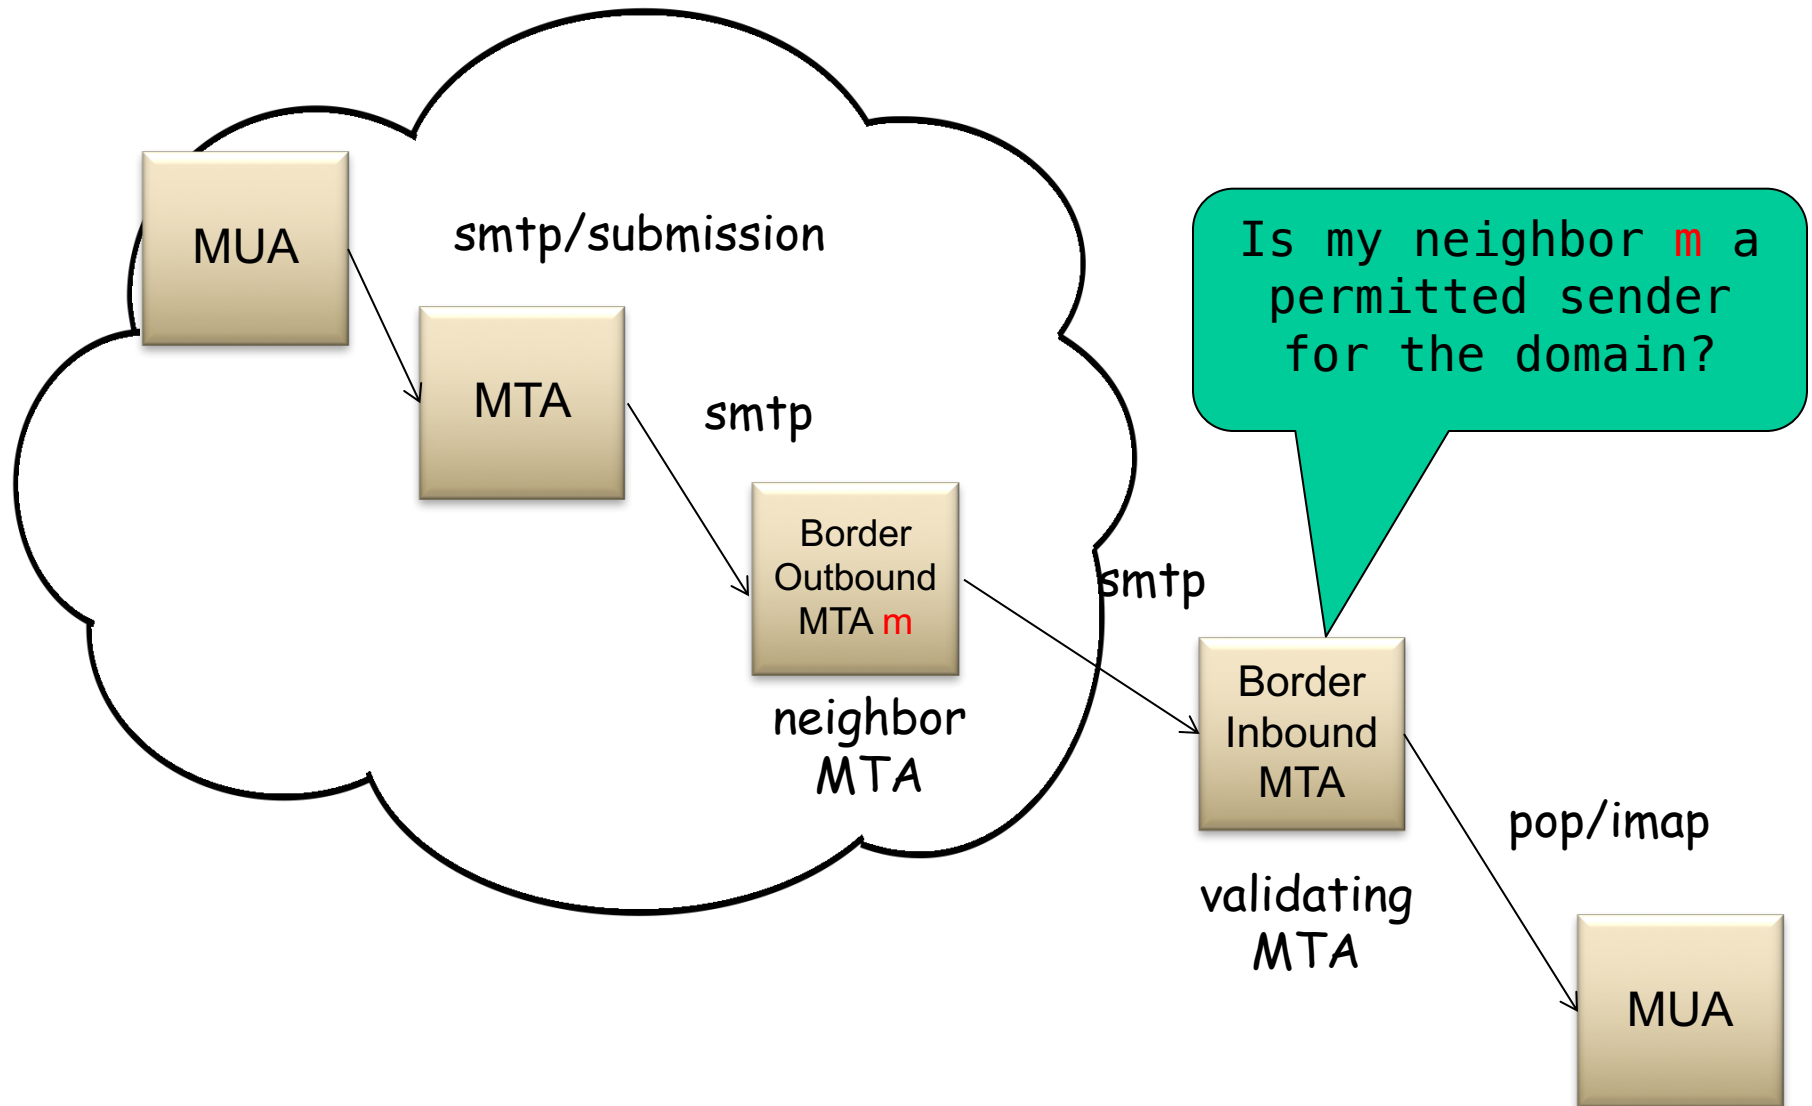 MUA
smtp/submission
MTA
smtp
Is my neighbor m a
permitted sender
for the domain?
Border
Outbound
MTA m
neighbor
MTA
smtp
Border
Inbound
MTA
validating
MTA
pop/imap
MUA